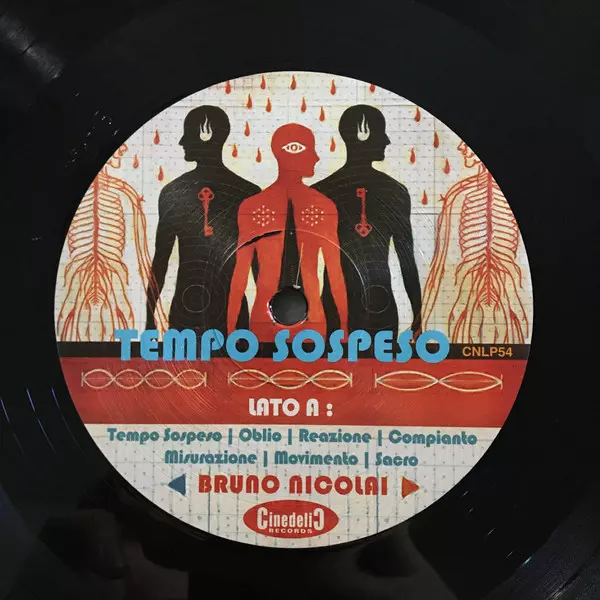 TEMPO SOSPESO
CNLP54
LATO A :
Tempo Sospeso | Oblio | Reazione | Compianto
Misurazione | Movimento | Sacro
BRUNO NICOLAI
CinedeliC
RECORDS